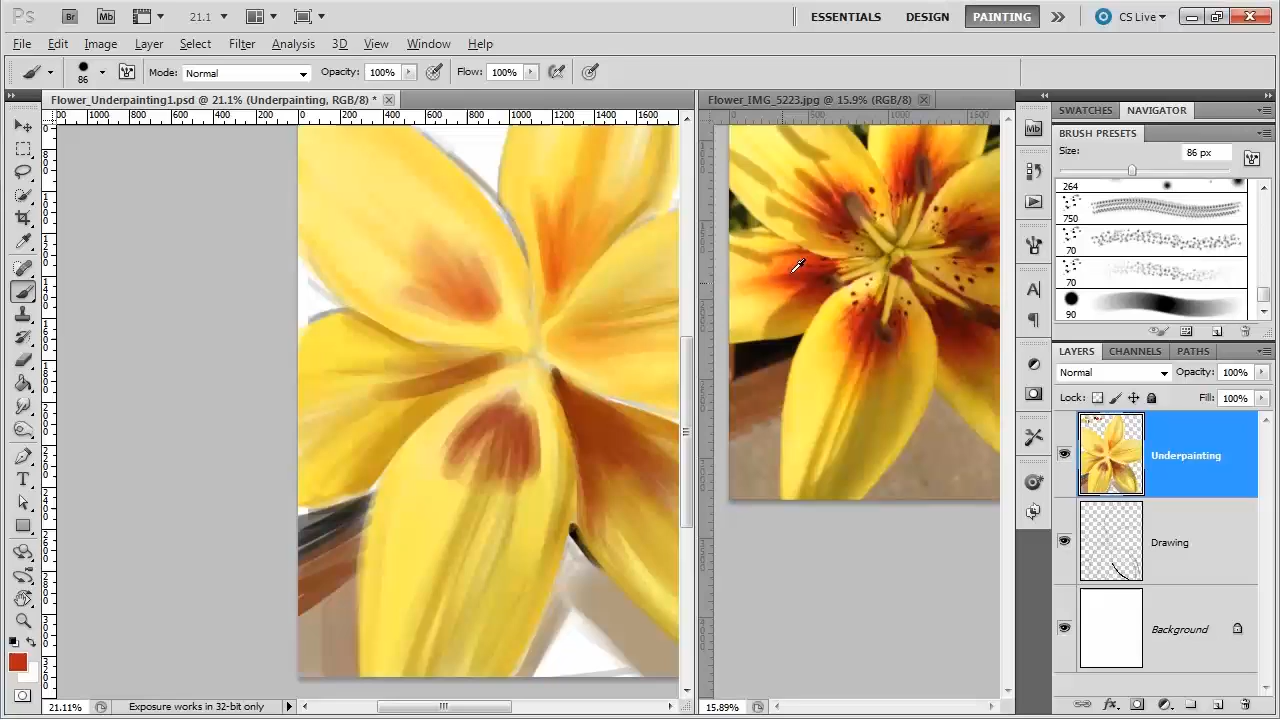 Ps Br Mb 21.1 ESSENTIALS DESIGN PAINTING CS Live
File Edit Image Layer Select Filter Analysis 3D View Window Help
86 Mode: Normal Opacity: 100% Flow: 100%
Flower_Underpainting1.psd @ 21.1% (Underpainting, RGB/8) *
Flower_IMG_5223.jpg @ 15.9% (RGB/8)
SWATCHES NAVIGATOR
BRUSH PRESETS
Size: 86 px
264
750
70
70
90
LAYERS CHANNELS PATHS
Normal Opacity: 100%
Lock: Fill: 100%
Underpainting
Drawing
Background
21.11% Exposure works in 32-bit only
15.89%